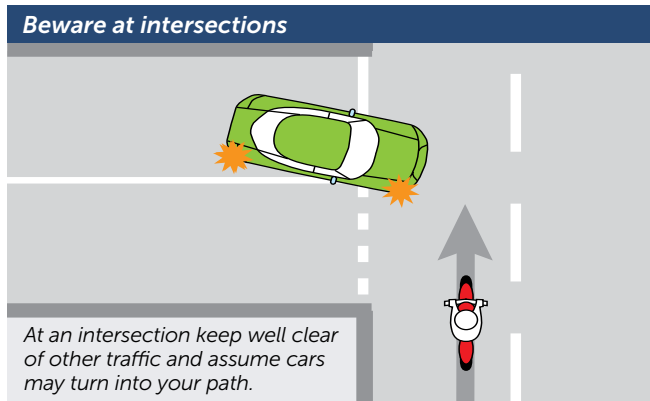 Beware at intersections
At an intersection keep well clear
of other traffic and assume cars
may turn into your path.